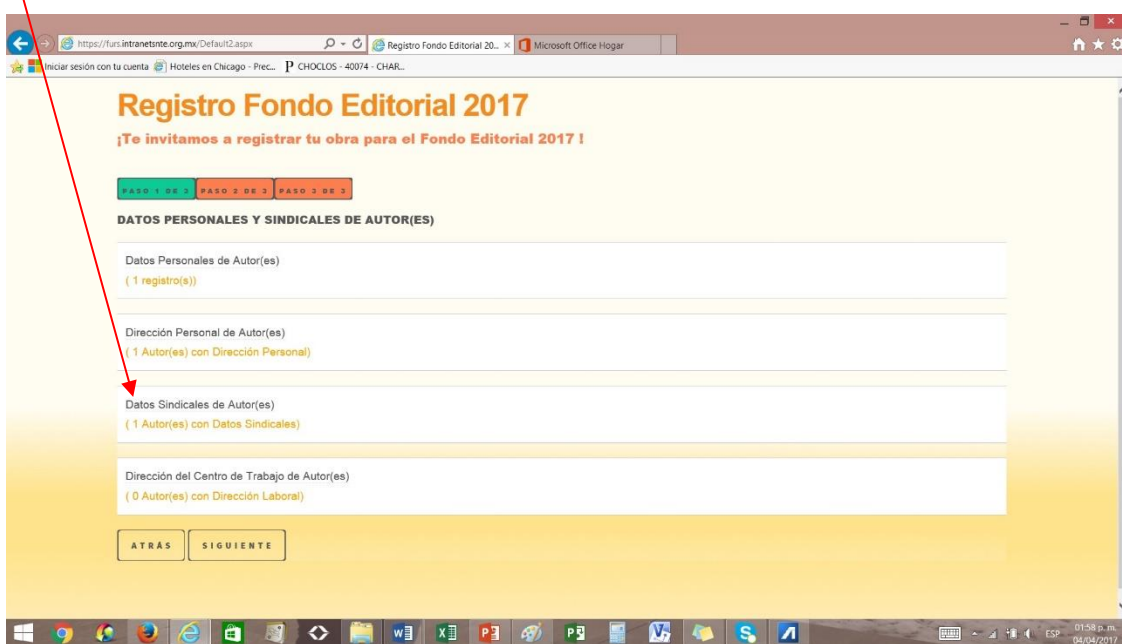 https://furs.intranetsnte.org.mx/Default2.aspx
Registro Fondo Editorial 20...
Microsoft Office Hogar
Iniciar sesión con tu cuenta
Hoteles en Chicago - Prec...
CHOCLOS - 40074 - CHAR...
Registro Fondo Editorial 2017
¡Te invitamos a registrar tu obra para el Fondo Editorial 2017 !
PASO 1 DE 3 PASO 2 DE 3 PASO 3 DE 3
DATOS PERSONALES Y SINDICALES DE AUTOR(ES)
Datos Personales de Autor(es)
( 1 registro(s))
Dirección Personal de Autor(es)
( 1 Autor(es) con Dirección Personal)
Datos Sindicales de Autor(es)
( 1 Autor(es) con Datos Sindicales)
Dirección del Centro de Trabajo de Autor(es)
( 0 Autor(es) con Dirección Laboral)
ATRÁS SIGUIENTE
ESP
01:58 p.m.
04/04/2017